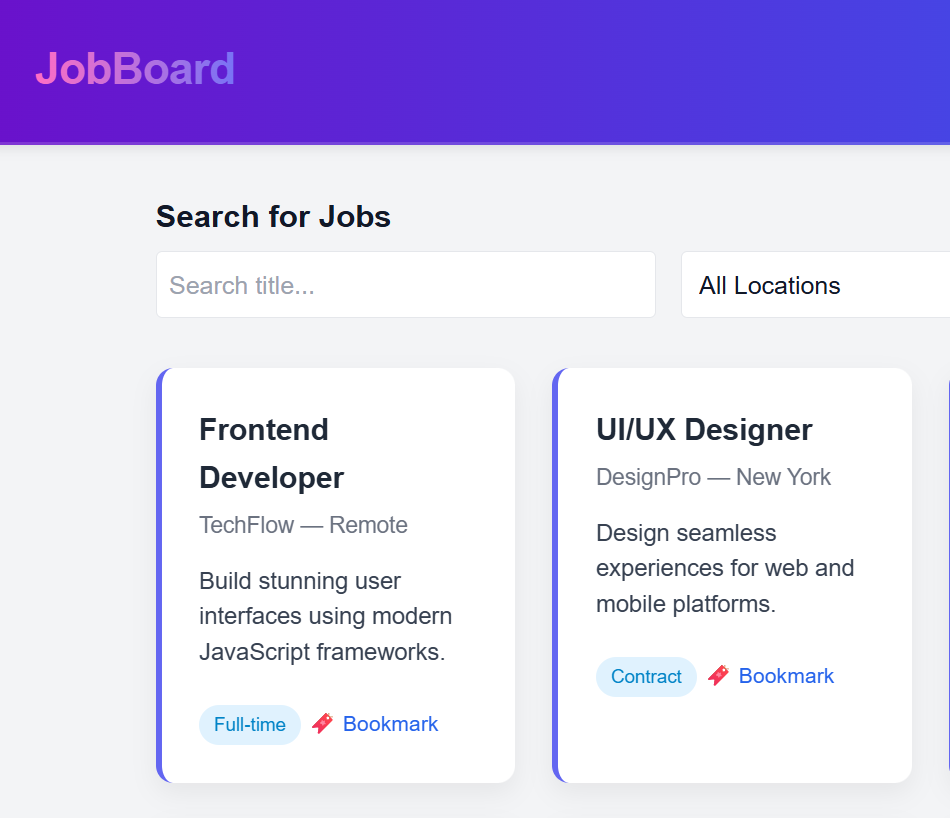 JobBoard
Search for Jobs
Search title...
All Locations
Frontend
Developer
TechFlow — Remote
Build stunning user
interfaces using modern
JavaScript frameworks.
Full-time
Bookmark
UI/UX Designer
DesignPro — New York
Design seamless
experiences for web and
mobile platforms.
Contract
Bookmark